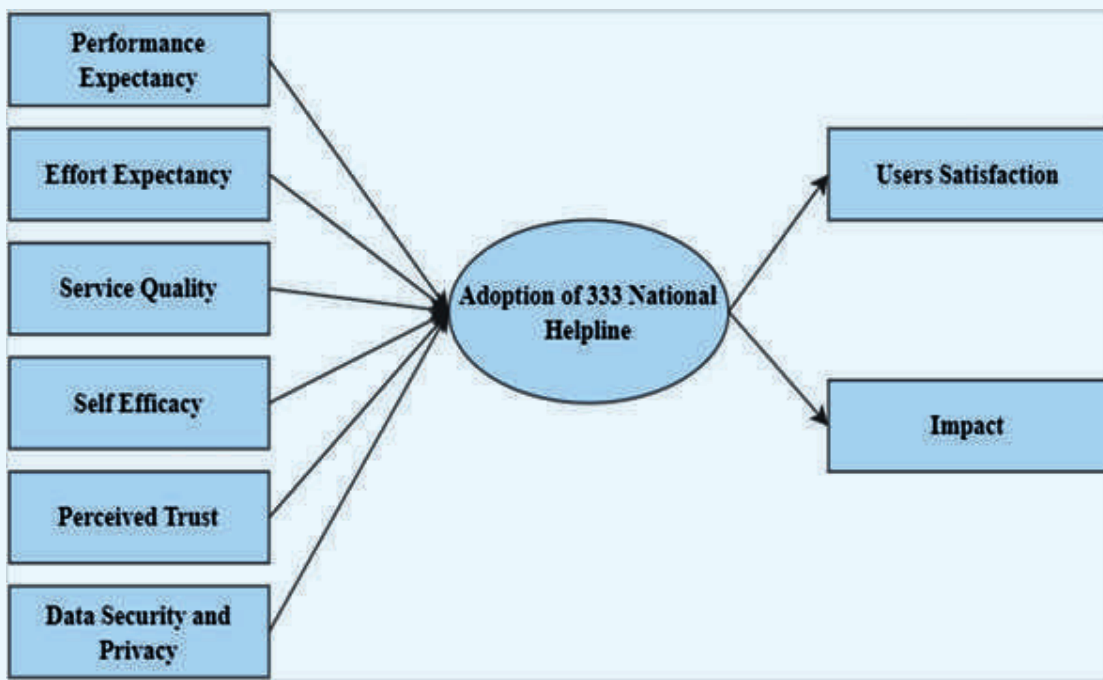 Performance
Expectancy
Effort Expectancy
Service Quality
Self Efficacy
Perceived Trust
Data Security and
Privacy
Adoption of 333 National
Helpline
Users Satisfaction
Impact